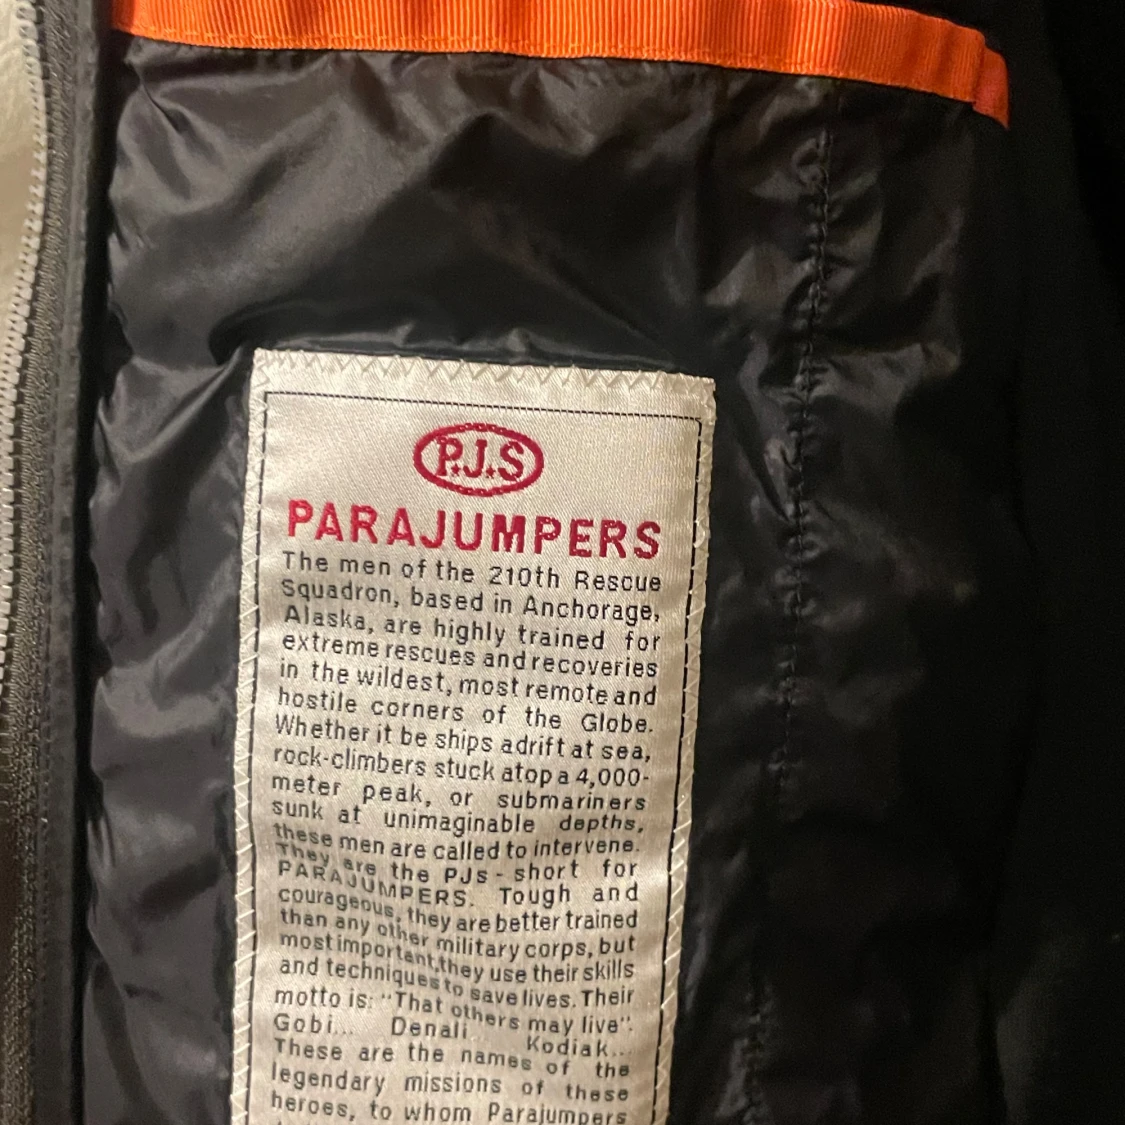 P.J.S
PARAJUMPERS
The men of the 210th Rescue
Squadron, based in Anchorage,
Alaska, are highly trained for
extreme rescues and recoveries
in the wildest, most remote and
hostile corners of the Globe.
Whether it be ships adrift at sea,
rock-climbers stuck atop a 4,000-
meter peak, or submariners
sunk at unimaginable depths,
these men are called to intervene.
They are the PJs - short for
PARAJUMPERS. Tough and
courageous, they are better trained
than any other military corps, but
most important, they use their skills
and techniques to save lives. Their
motto is: "That others may live".
Gobi... Denali Kodiak...
These are the names of the
legendary missions of these
heroes, to whom Parajumpers